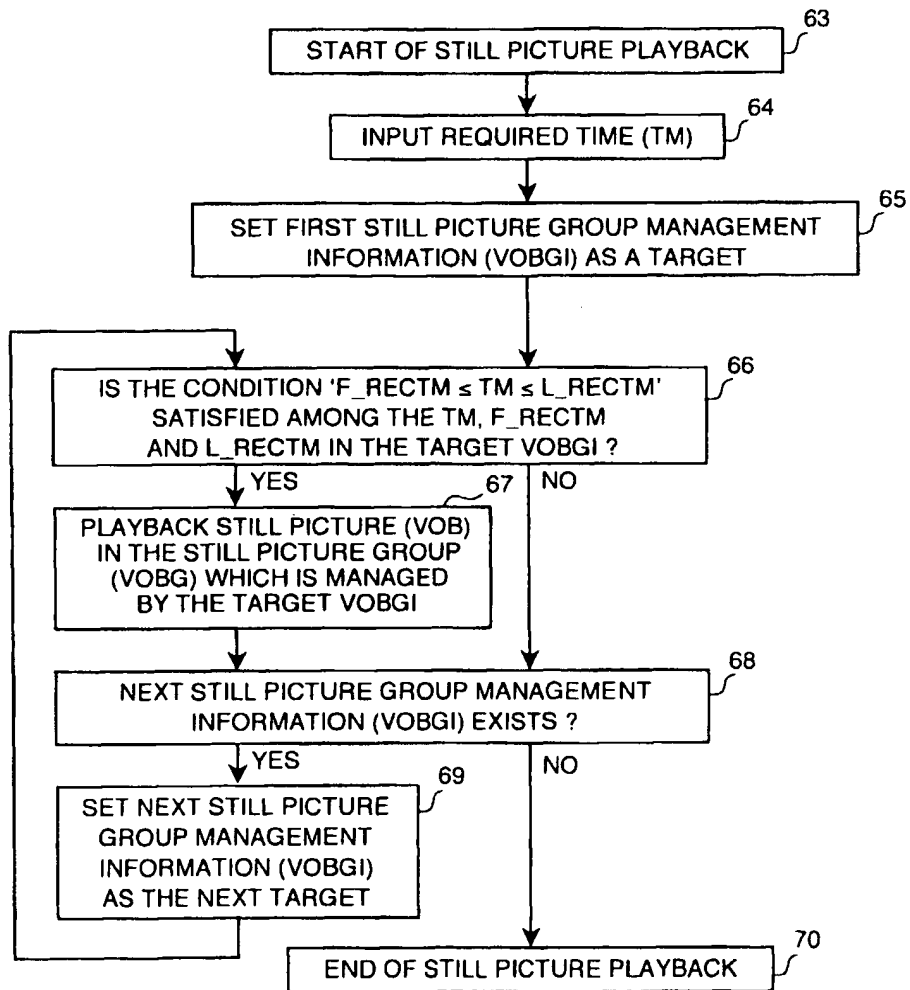 63
START OF STILL PICTURE PLAYBACK
64
INPUT REQUIRED TIME (TM)
65
SET FIRST STILL PICTURE GROUP MANAGEMENT
INFORMATION (VOBGI) AS A TARGET
66
IS THE CONDITION 'F_RECTM ≤ TM ≤ L_RECTM'
SATISFIED AMONG THE TM, F_RECTM
AND L_RECTM IN THE TARGET VOBGI ?
YES
NO
67
PLAYBACK STILL PICTURE (VOB)
IN THE STILL PICTURE GROUP
(VOBG) WHICH IS MANAGED
BY THE TARGET VOBGI
68
NEXT STILL PICTURE GROUP MANAGEMENT
INFORMATION (VOBGI) EXISTS ?
YES
NO
69
SET NEXT STILL PICTURE
GROUP MANAGEMENT
INFORMATION (VOBGI)
AS THE NEXT TARGET
70
END OF STILL PICTURE PLAYBACK